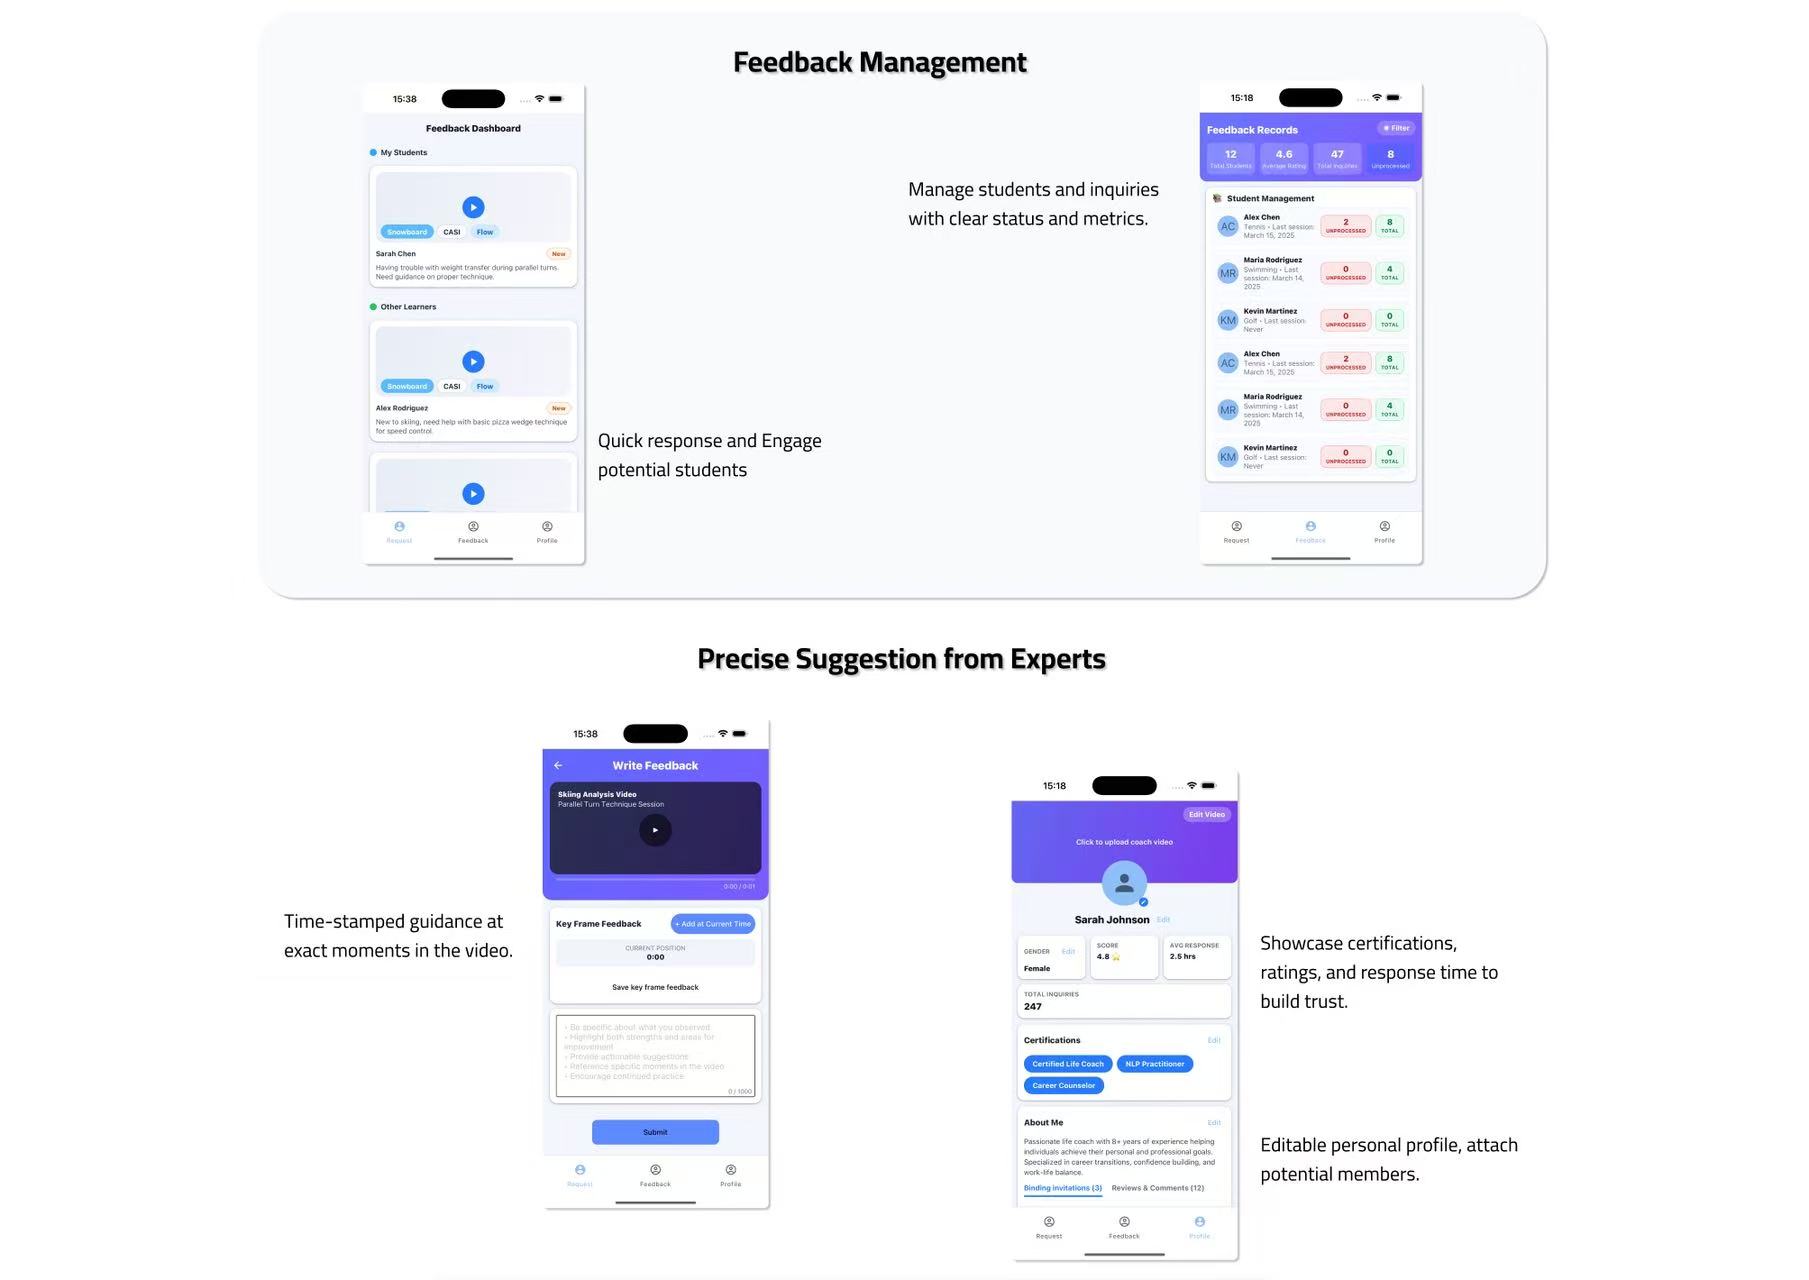 Feedback Management
15:38
Feedback Dashboard
My Students
Snowboard CASI Flow
Sarah Chen New
Having trouble with weight transfer during parallel turns.
Need guidance on proper technique.
Other Learners
Snowboard CASI Flow
Alex Rodriguez New
New to skiing, need help with basic pizza wedge technique
for speed control.
Request Feedback Profile
Quick response and Engage
potential students
Manage students and inquiries
with clear status and metrics.
15:18
Feedback Records Filter
12 4.6 47 8
Total Students Average Rating Total Inquiries Unprocessed
Student Management
AC Alex Chen 2 8
Tennis • Last session: UNPROCESSED TOTAL
March 15, 2025
MR Maria Rodriguez 0 4
Swimming • Last UNPROCESSED TOTAL
session: March 14,
2025
KM Kevin Martinez 0 0
Golf • Last session: UNPROCESSED TOTAL
Never
AC Alex Chen 2 8
Tennis • Last session: UNPROCESSED TOTAL
March 15, 2025
MR Maria Rodriguez 0 4
Swimming • Last UNPROCESSED TOTAL
session: March 14,
2025
KM Kevin Martinez 0 0
Golf • Last session: UNPROCESSED TOTAL
Never
Request Feedback Profile
Precise Suggestion from Experts
Time-stamped guidance at
exact moments in the video.
15:38
Write Feedback
Skiing Analysis Video
Parallel Turn Technique Session
0:00 / 0:01
Key Frame Feedback + Add at Current Time
CURRENT POSITION
0:00
Save key frame feedback
• Be specific about what you observed
• Highlight both strengths and areas for
improvement
• Provide actionable suggestions
• Reference specific moments in the video
• Encourage continued practice
0 / 1000
Submit
Request Feedback Profile
15:18
Edit Video
Click to upload coach video
Sarah Johnson Edit
GENDER Edit
Female
SCORE
4.8
AVG RESPONSE
2.5 hrs
TOTAL INQUIRIES
247
Certifications Edit
Certified Life Coach NLP Practitioner
Career Counselor
About Me Edit
Passionate life coach with 8+ years of experience helping
individuals achieve their personal and professional goals.
Specialized in career transitions, confidence building, and
work-life balance.
Binding invitations (3) Reviews & Comments (12)
Request Feedback Profile
Showcase certifications,
ratings, and response time to
build trust.
Editable personal profile, attach
potential members.